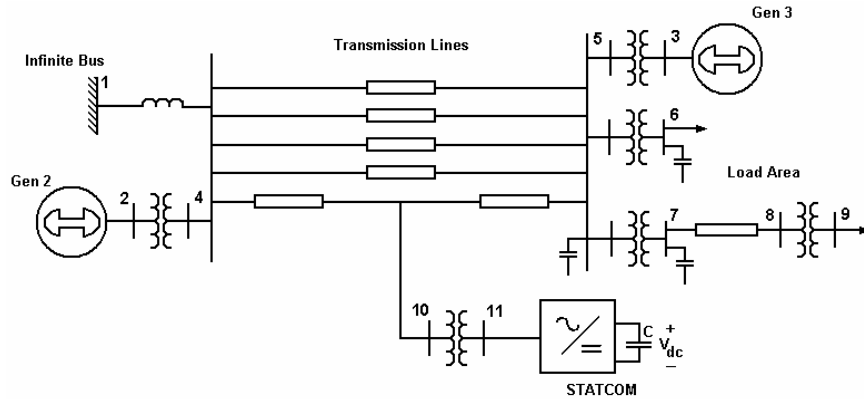 Gen 3
Transmission Lines
5
3
Infinite Bus
1
6
Gen 2
Load Area
2
4
7
8
9
10
11
C
+
V dc
–
STATCOM